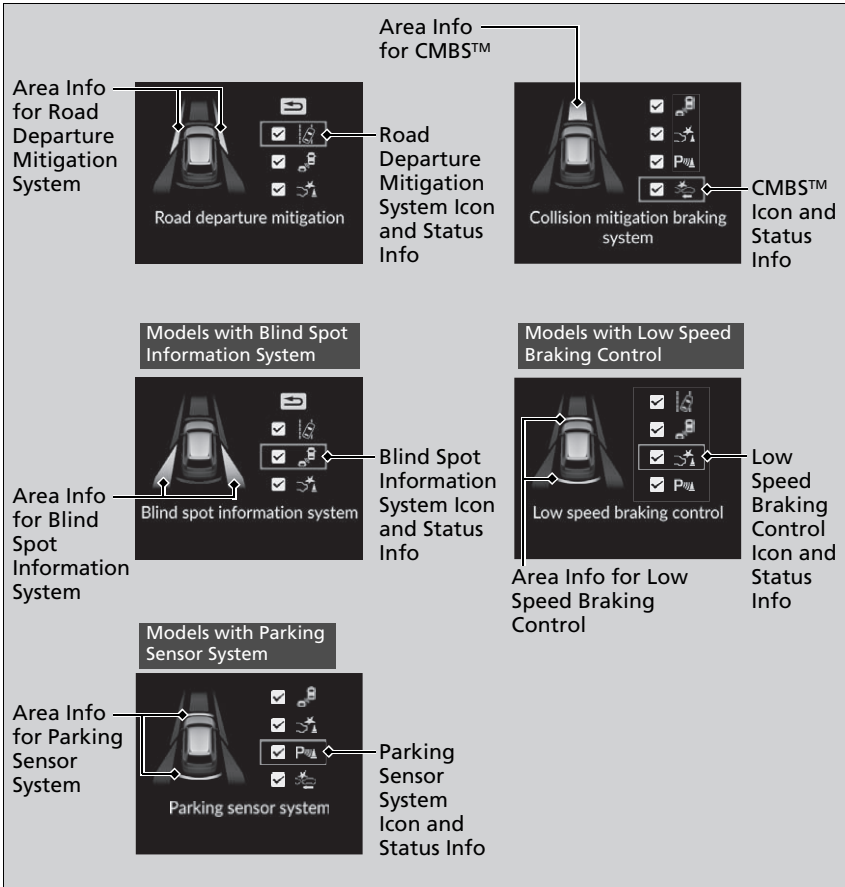 Area Info
for CMBS™
Area Info
for Road
Departure
Mitigation
System
Road
Departure
Mitigation
System Icon
and Status
Info
Road departure mitigation
CMBS™
Icon and
Status
Info
Collision mitigation braking
system
Models with Blind Spot
Information System
Area Info
for Blind
Spot
Information
System
Blind Spot
Information
System Icon
and Status
Info
Blind spot information system
Models with Low Speed
Braking Control
Low
Speed
Braking
Control
Icon and
Status
Info
Low speed braking control
Area Info for Low
Speed Braking
Control
Models with Parking
Sensor System
Area Info
for Parking
Sensor
System
Parking
Sensor
System
Icon and
Status Info
Parking sensor system
P
P
P